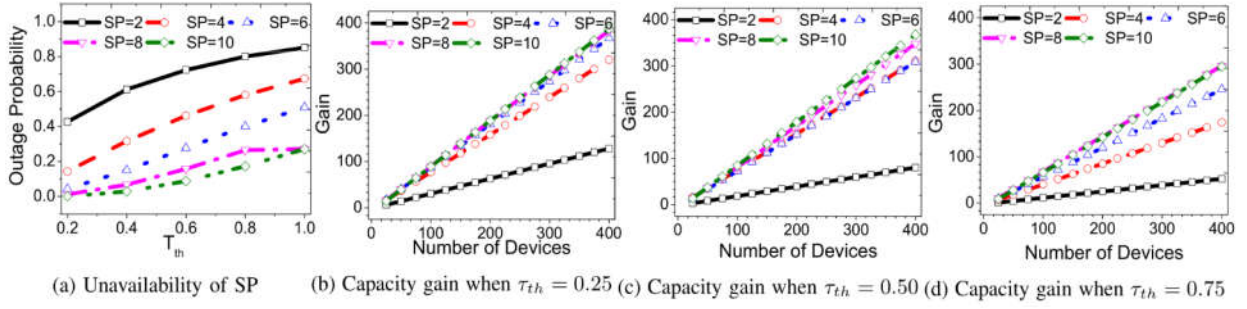 SP=2 SP=4 SP=6
SP=8 SP=10
1.0
0.8
0.6
0.4
0.2
0.0
Outage Probability
0.2 0.4 0.6 0.8 1.0
T_th
(a) Unavailability of SP
SP=2 SP=4 SP=6
SP=8 SP=10
400
300
200
100
0
Gain
0 100 200 300 400
Number of Devices
(b) Capacity gain when τ_th = 0.25
SP=2 SP=4 SP=6
SP=8 SP=10
400
300
200
100
0
Gain
0 100 200 300 400
Number of Devices
(c) Capacity gain when τ_th = 0.50
SP=2 SP=4 SP=6
SP=8 SP=10
400
300
200
100
0
Gain
0 100 200 300 400
Number of Devices
(d) Capacity gain when τ_th = 0.75